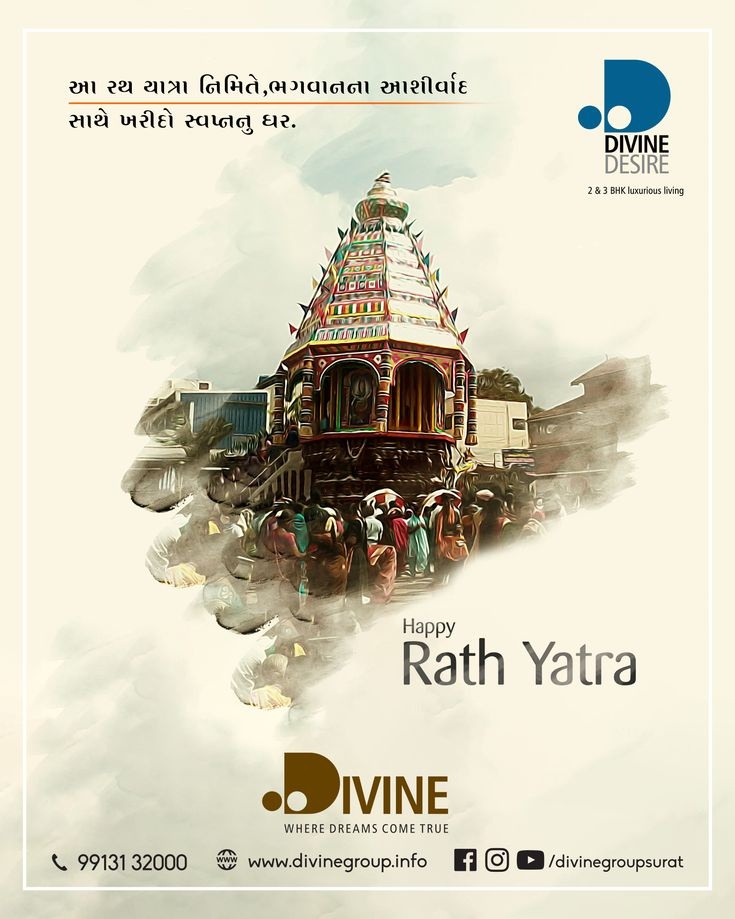 આ રથ યાત્રા નિમિતે,ભગવાનના આશીર્વાદ
સાથે ખરીદો સ્વપ્નનુ ઘર.
DIVINE
DESIRE
2 & 3 BHK luxurious living
Happy
Rath Yatra
DIVINE
WHERE DREAMS COME TRUE
99131 32000 www.divinegroup.info /divinegroupsurat